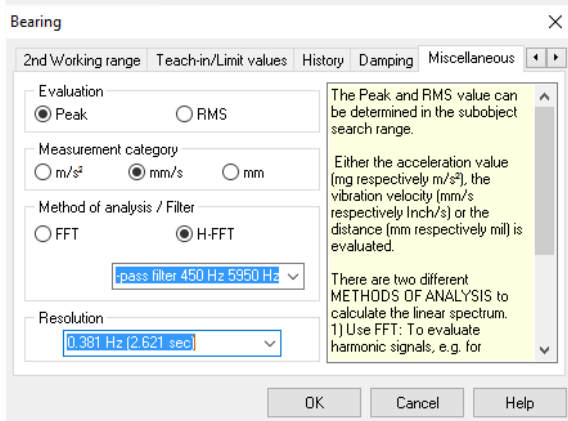 Bearing
2nd Working range
Teach-in/Limit values
History
Damping
Miscellaneous
Evaluation
Peak
RMS
Measurement category
m/s²
mm/s
mm
Method of analysis / Filter
FFT
H-FFT
-pass filter 450 Hz 5950 Hz
Resolution
0.381 Hz (2.621 sec)
The Peak and RMS value can
be determined in the subobject
search range.
Either the acceleration value
(mg respectively m/s²), the
vibration velocity (mm/s
respectively Inch/s) or the
distance (mm respectively mil) is
evaluated.
There are two different
METHODS OF ANALYSIS to
calculate the linear spectrum.
1) Use FFT: To evaluate
harmonic signals, e.g. for
OK
Cancel
Help